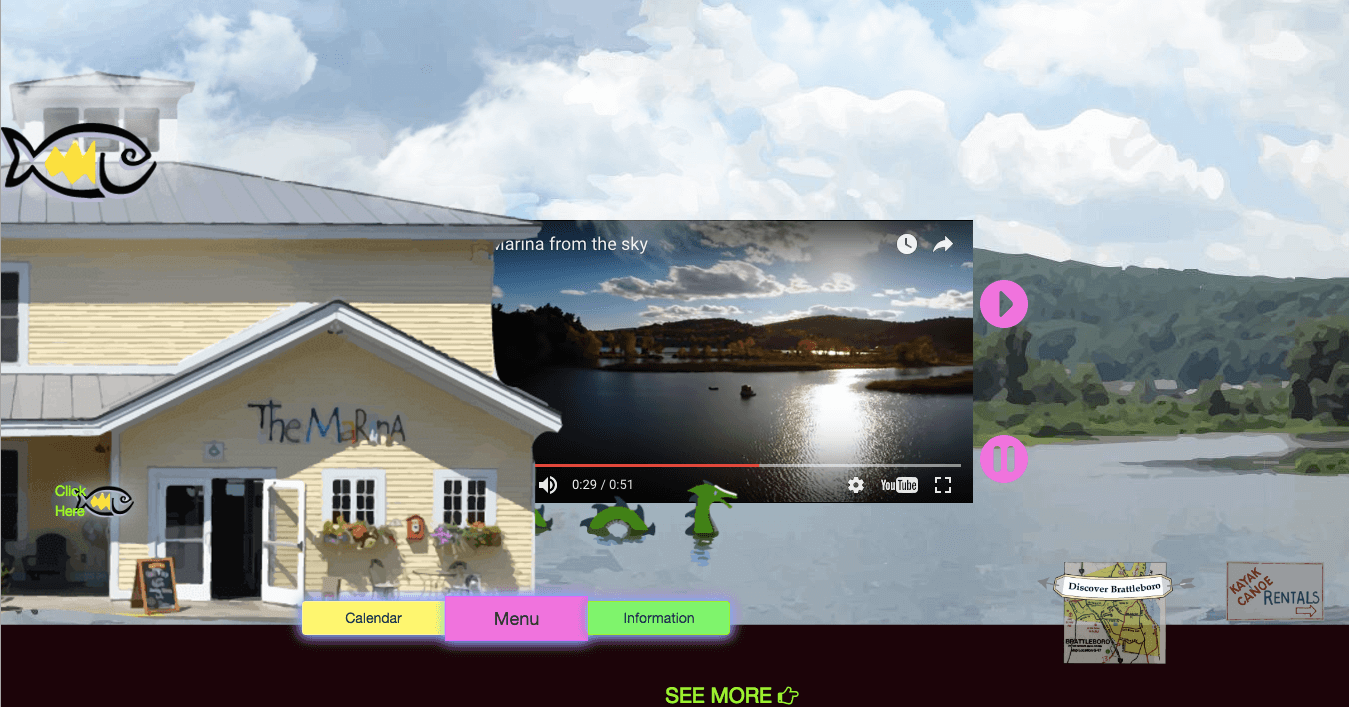 Marina from the sky
The MaRinA
Click
Here
0:29 / 0:51
YouTube
Calendar
Menu
Information
Discover Brattleboro
BRATTLEBORO
KAYAK
CANOE
RENTALS
SEE MORE